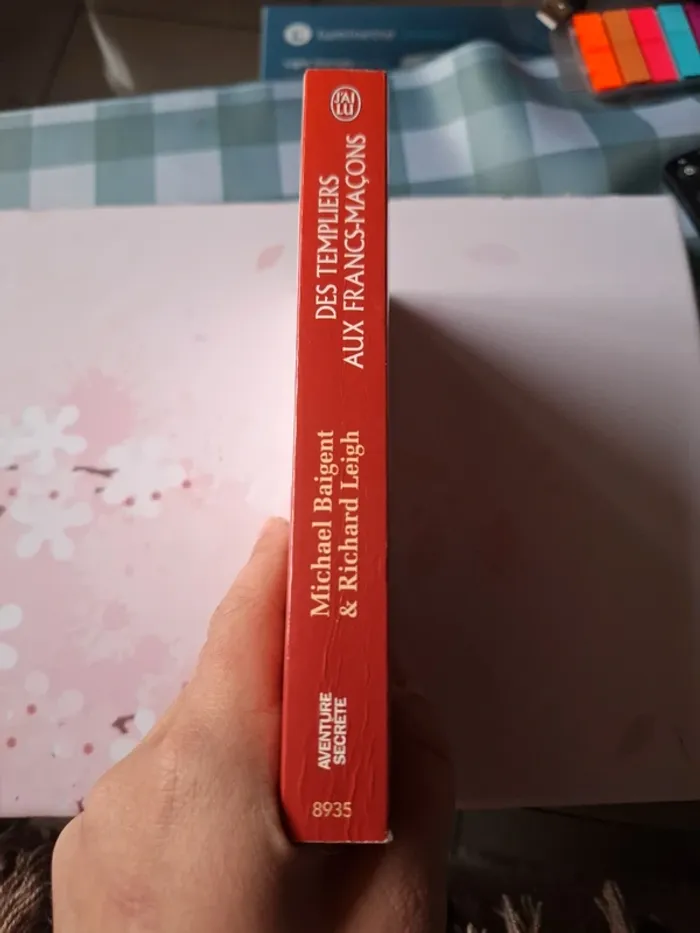 J'AI
LU
DES TEMPLIERS
AUX FRANCS-MAÇONS
Michael Baigent
& Richard Leigh
AVENTURE
SECRÈTE
8935